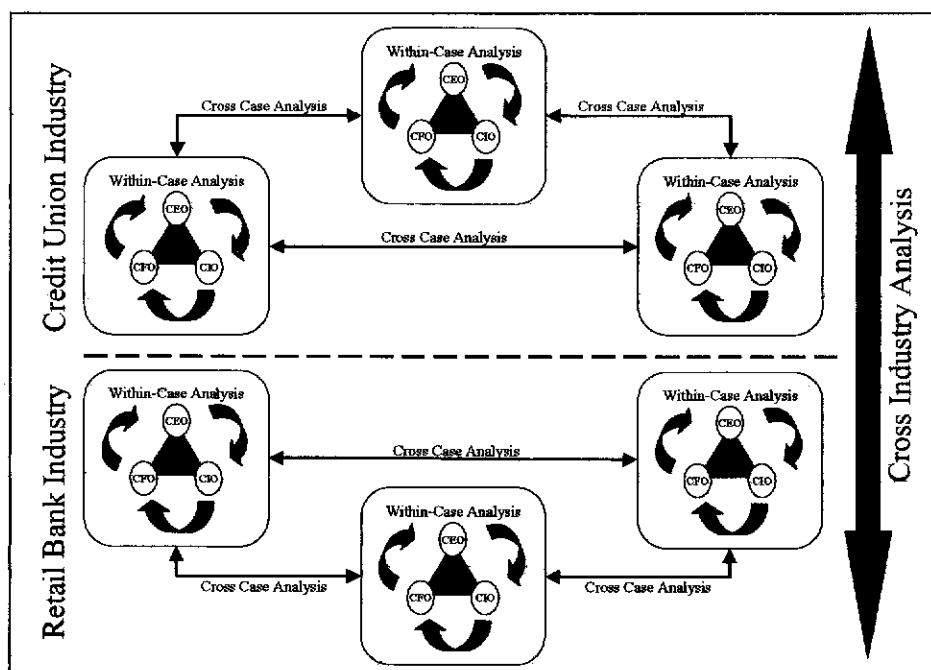 Credit Union Industry
Within-Case Analysis
CEO
CFO
CIO
Cross Case Analysis
Cross Case Analysis
Within-Case Analysis
CEO
CFO
CIO
Cross Case Analysis
Within-Case Analysis
CEO
CFO
CIO
Cross Industry Analysis
Retail Bank Industry
Within-Case Analysis
CEO
CFO
CIO
Cross Case Analysis
Within-Case Analysis
CEO
CFO
CIO
Within-Case Analysis
CEO
CFO
CIO
Cross Case Analysis
Cross Case Analysis